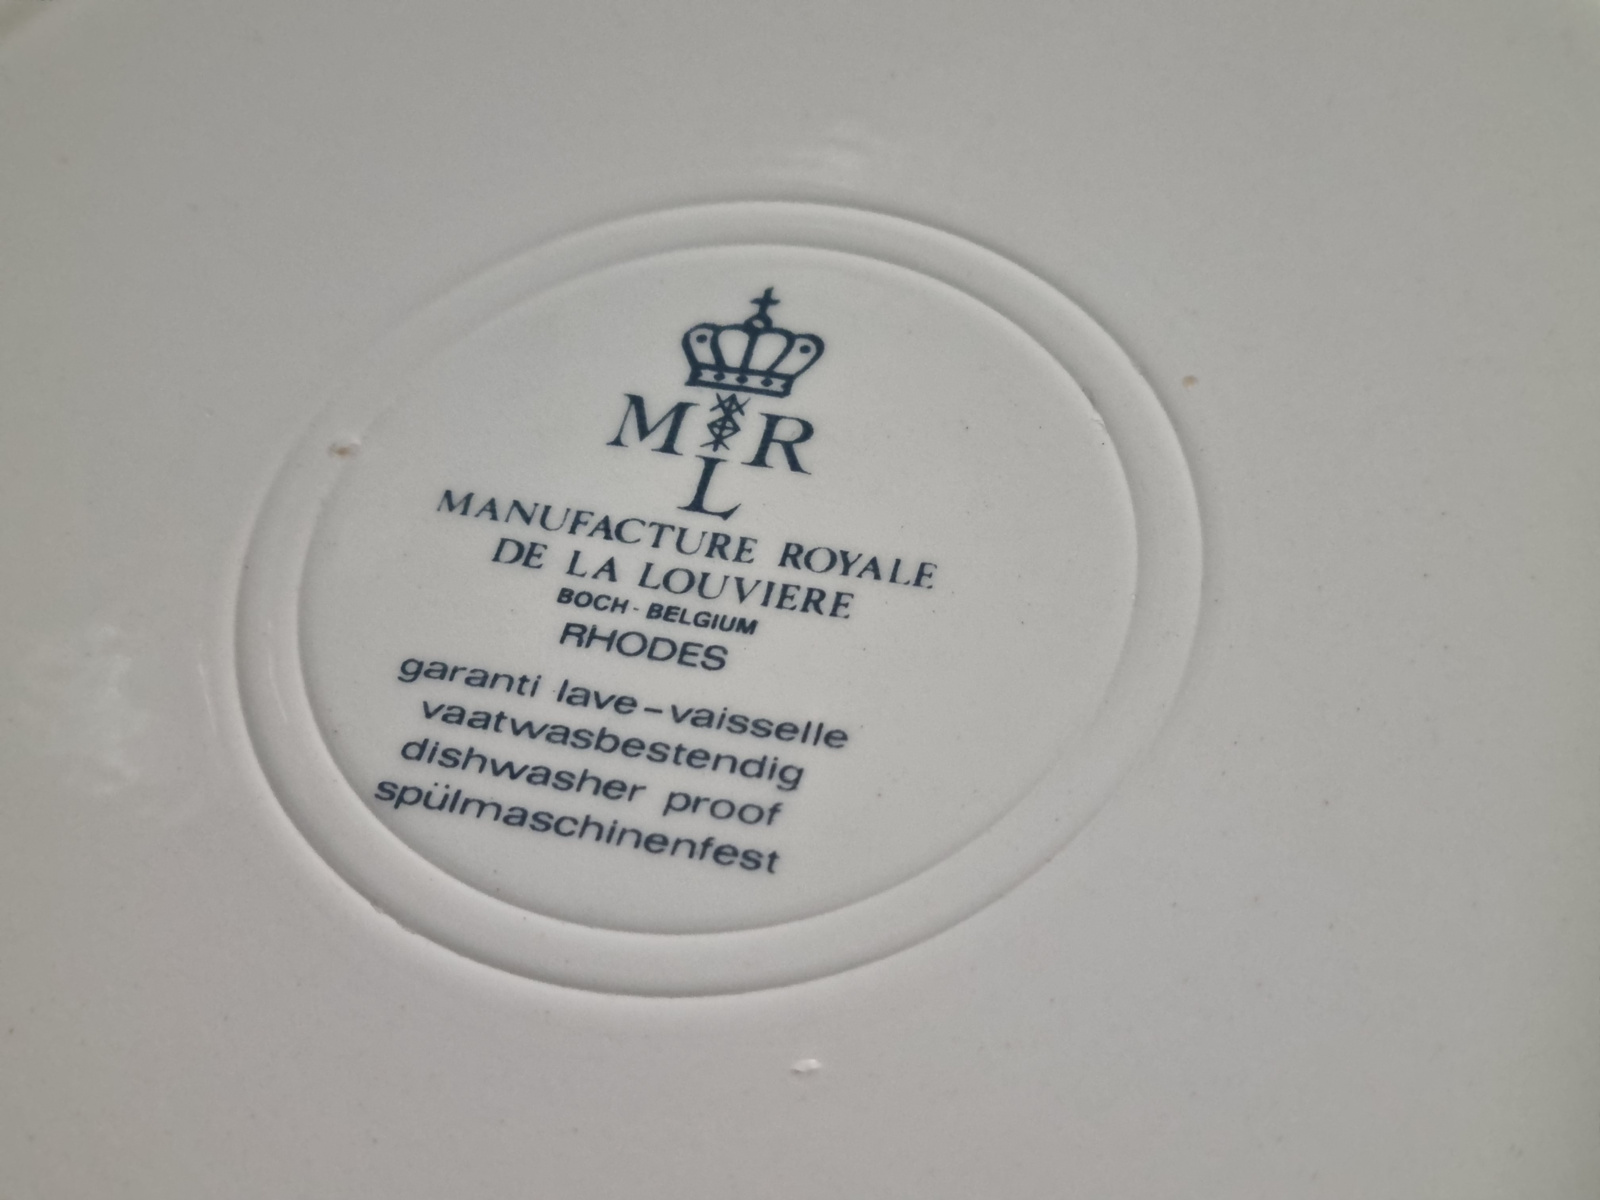 M R
L
MANUFACTURE ROYALE
DE LA LOUVIERE
BOCH - BELGIUM
RHODES
garanti lave-vaisselle
vaatwasbestendig
dishwasher proof
spülmaschinenfest